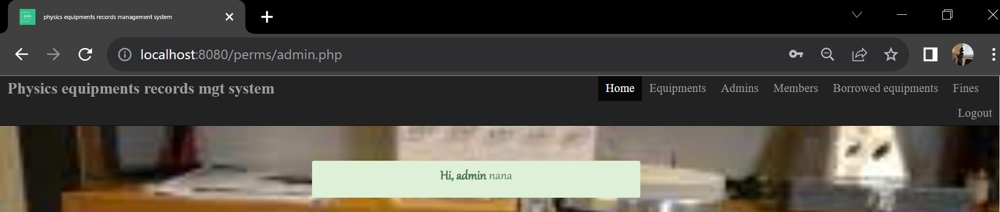 physics equipments records management system
localhost:8080/perms/admin.php
Physics equipments records mgt system
Home Equipments Admins Members Borrowed equipments Fines
Logout
Hi, admin nana